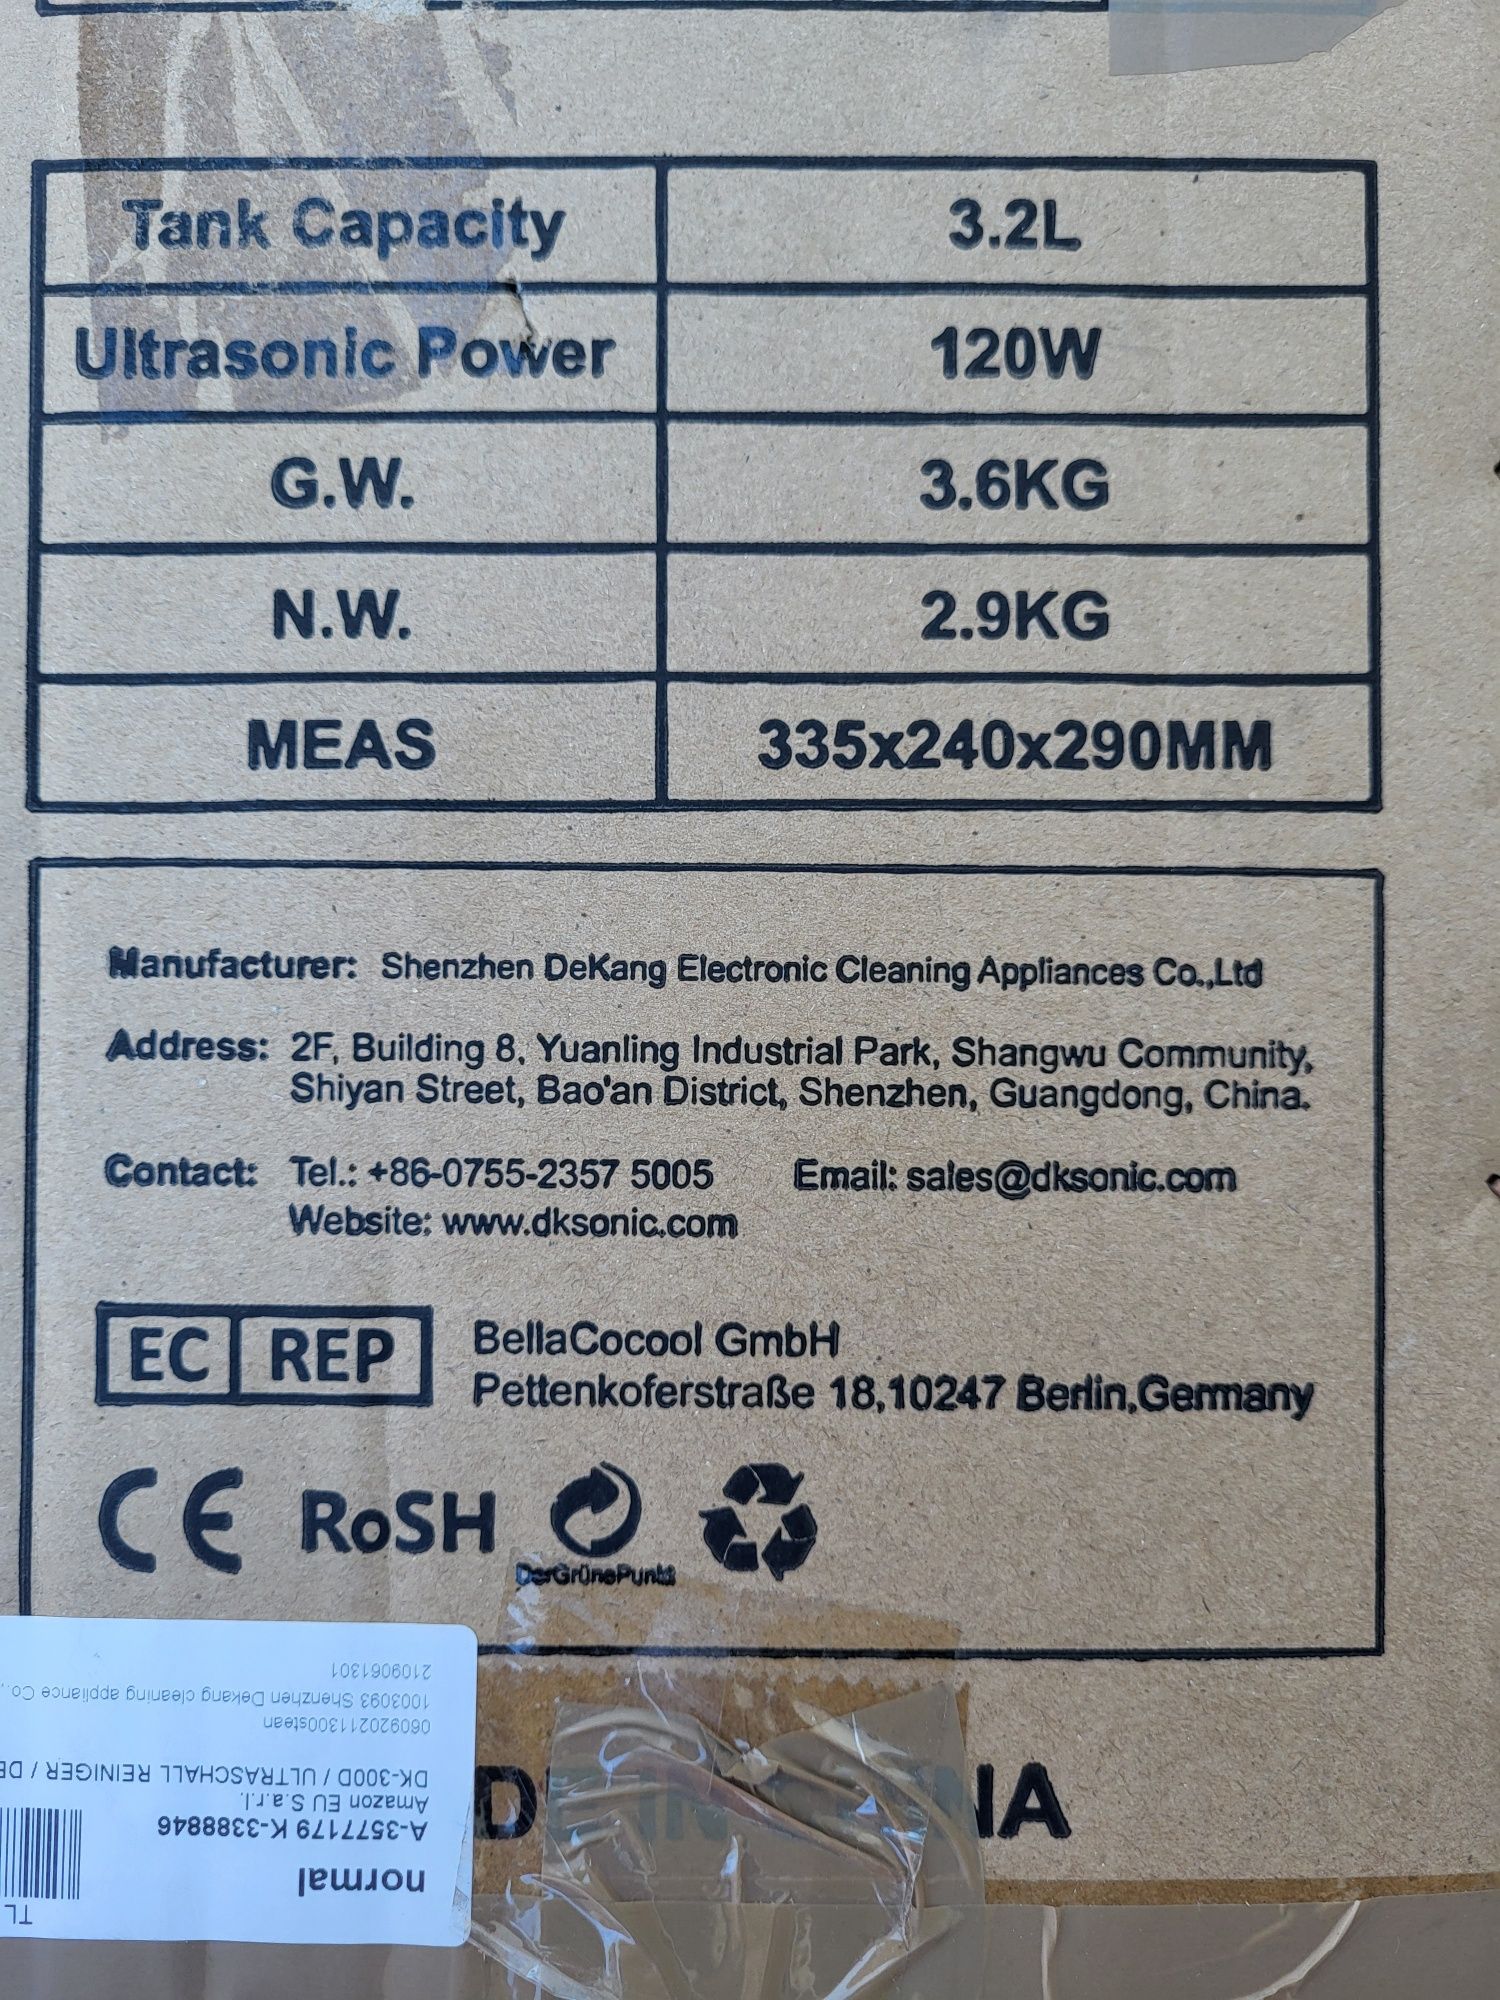 Tank Capacity 3.2L
Ultrasonic Power 120W
G.W. 3.6KG
N.W. 2.9KG
MEAS 335x240x290MM
Manufacturer: Shenzhen DeKang Electronic Cleaning Appliances Co.,Ltd
Address: 2F, Building 8, Yuanling Industrial Park, Shangwu Community,
Shiyan Street, Bao'an District, Shenzhen, Guangdong, China.
Contact: Tel.: +86-0755-2357 5005 Email: sales@dksonic.com
Website: www.dksonic.com
EC REP BellaCocool GmbH
Pettenkoferstraße 18,10247 Berlin,Germany
CE RoSH
DerGrünePunkt
TL
normal
A-3577179 K-3388846
Amazon EU S.a.r.l.
DK-300D / ULTRASCHALL REINIGER / DE
060920211300stean
1003093 Shenzhen Dekang cleaning appliance Co.,
2109061301